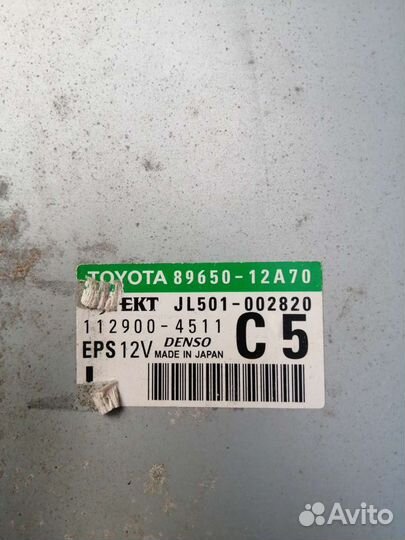 TOYOTA 89650-12A70
EKT JL501-002820
112900-4511 C5
EPS 12V DENSO MADE IN JAPAN
Avito